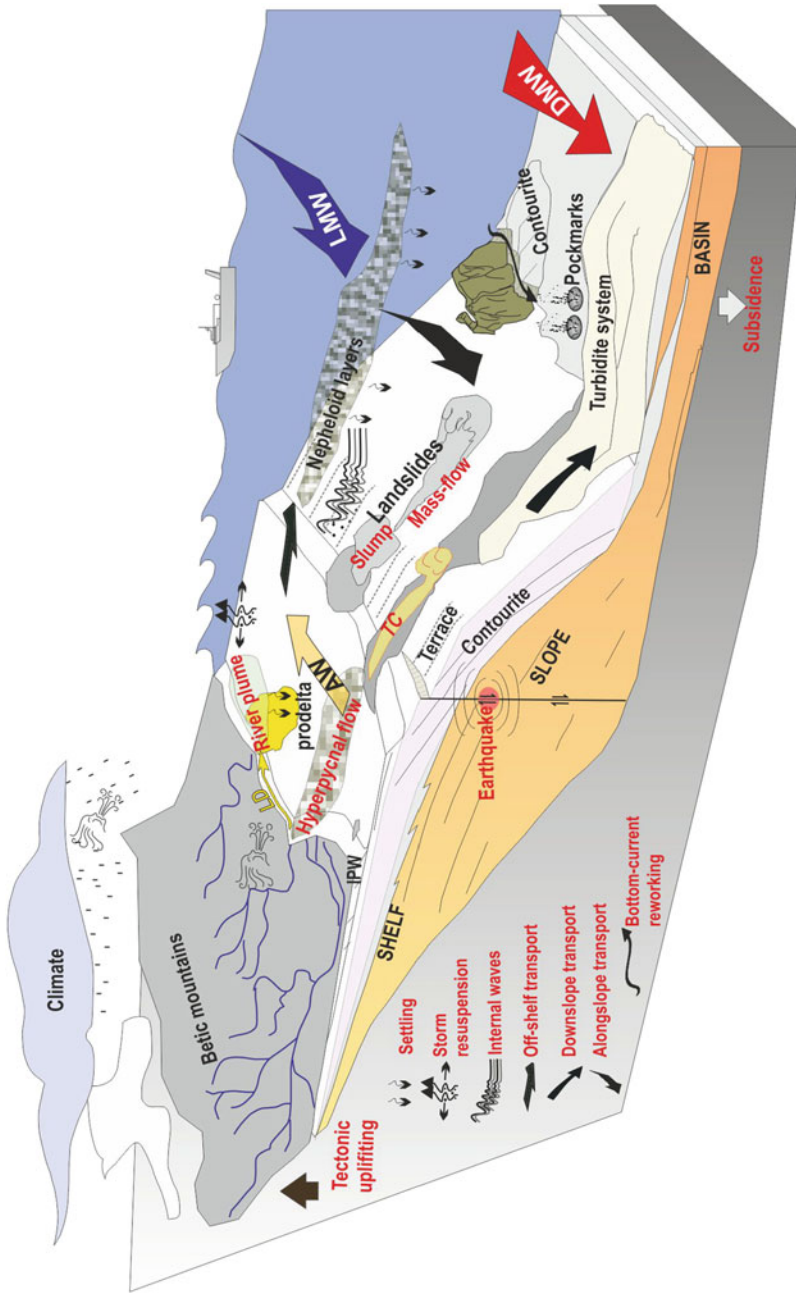 Climate
Betic mountains
Tectonic
uplifiting
River plume
LD
prodelta
Hyperpycnal flow
AW
IPW
SHELF
LMW
Nepheloid layers
Landslides
Slump
Mass-flow
TC
Terrace
Contourite
SLOPE
Earthquake
DMW
Contourite
Pockmarks
Turbidite system
BASIN
Subsidence
Settling
Storm
resuspension
Internal waves
Off-shelf transport
Downslope transport
Alongslope transport
Bottom-current
reworking